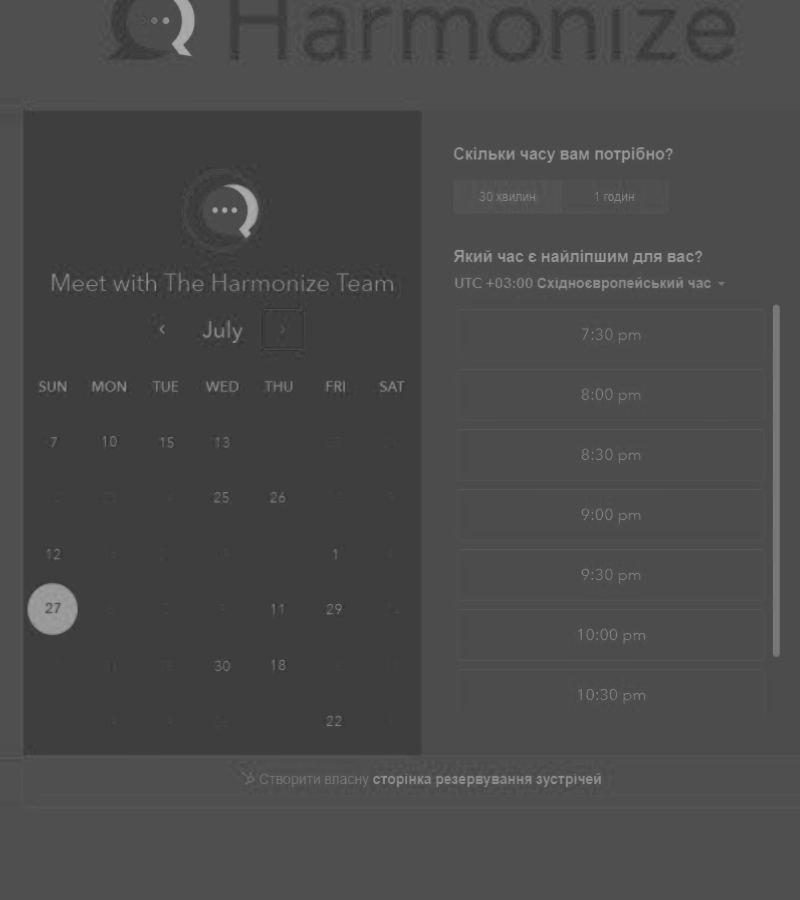 Harmonize
Meet with The Harmonize Team
July
SUN MON TUE WED THU FRI SAT
7 10 15 13
25 26
12 1
27 11 29
30 18
22
Скільки часу вам потрібно?
30 хвилин 1 годин
Який час є найліпшим для вас?
UTC +03:00 Східноєвропейський час
7:30 pm
8:00 pm
8:30 pm
9:00 pm
9:30 pm
10:00 pm
10:30 pm
Створити власну сторінка резервування зустрічей